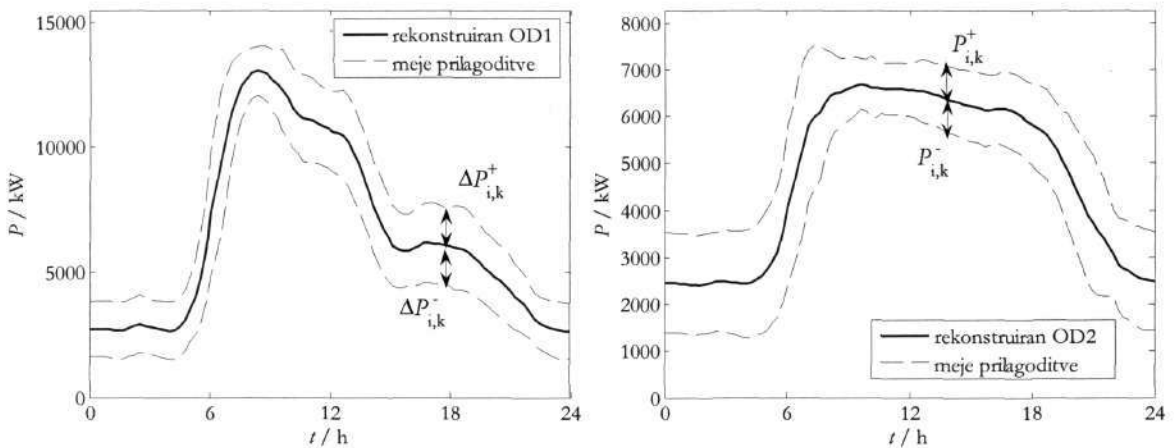 15000
10000
5000
0
P / kW
0
6
12
18
24
t / h
rekonstruiran OD1
meje prilagoditve
ΔP⁺i,k
ΔP⁻i,k
8000
7000
6000
5000
4000
3000
2000
1000
0
P / kW
0
6
12
18
24
t / h
P⁺i,k
P⁻i,k
rekonstruiran OD2
meje prilagoditve